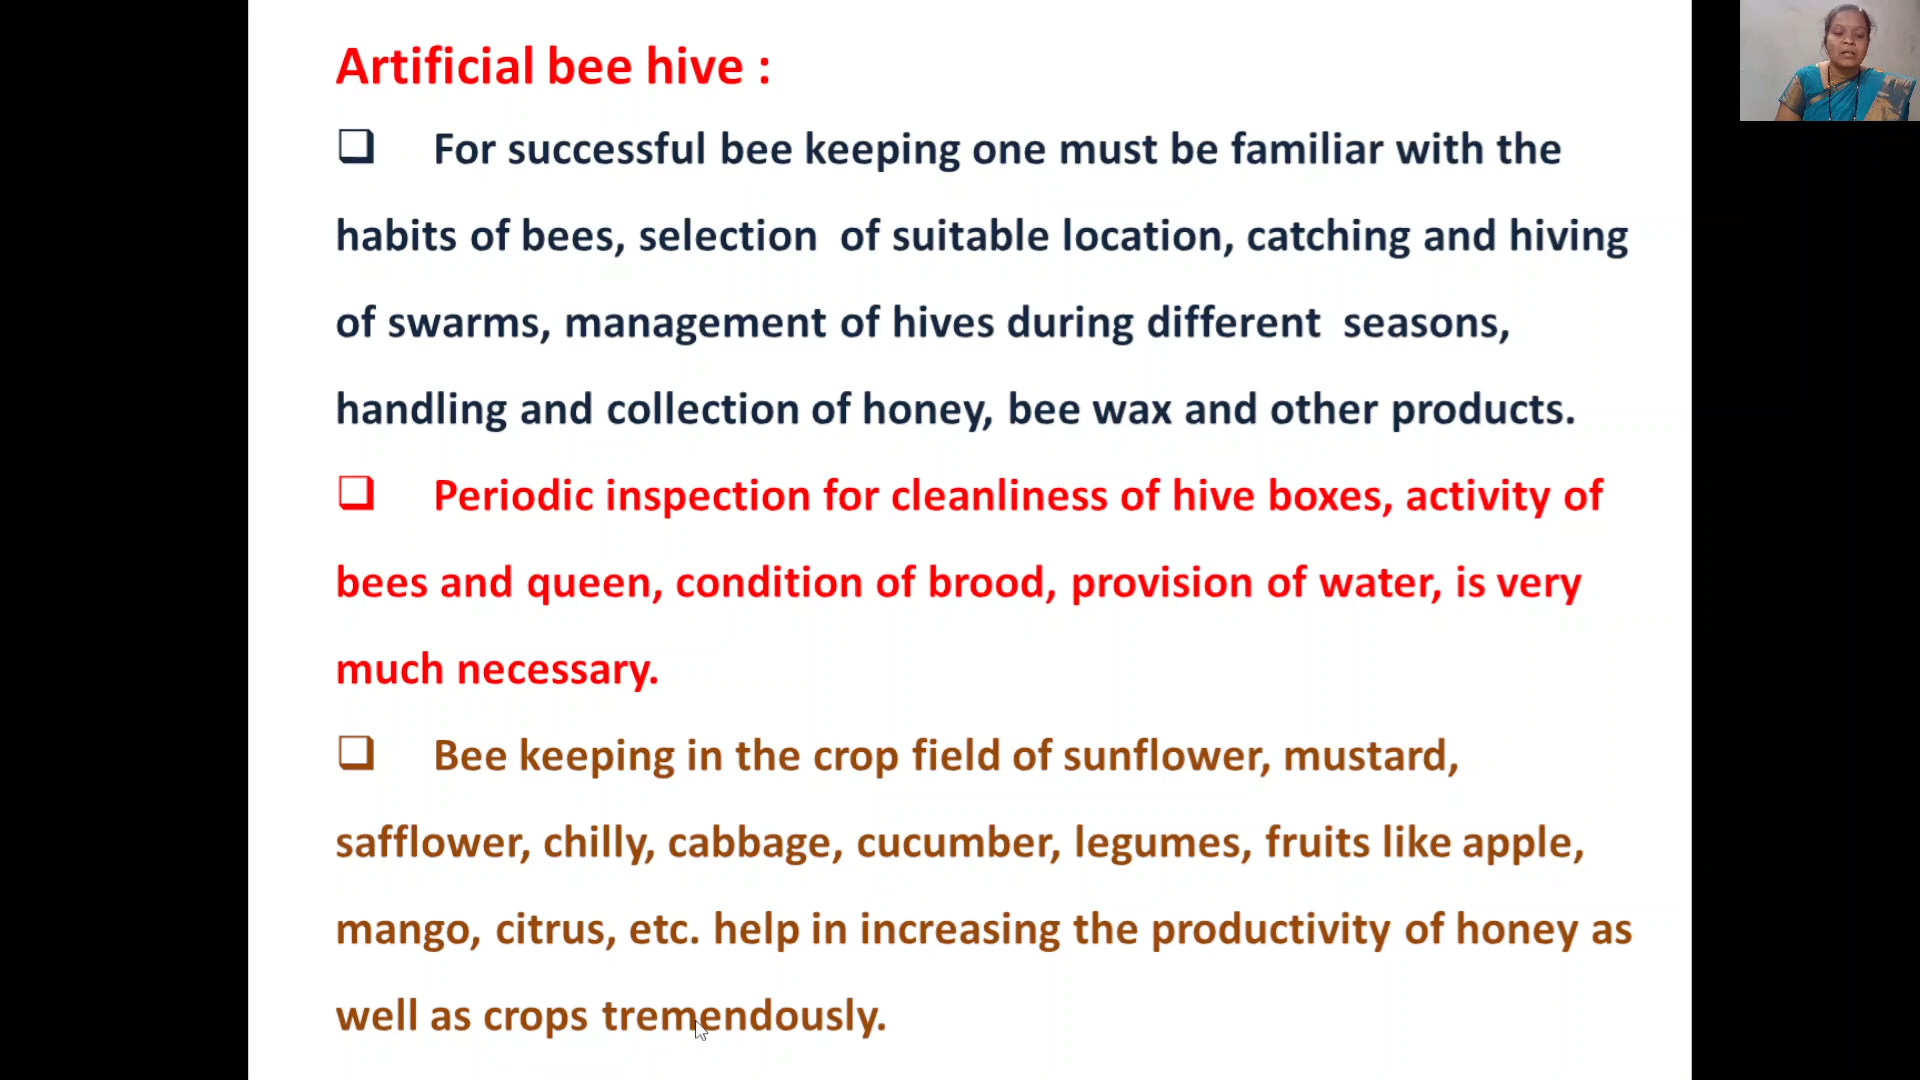 Artificial bee hive :
❑ For successful bee keeping one must be familiar with the
habits of bees, selection of suitable location, catching and hiving
of swarms, management of hives during different seasons,
handling and collection of honey, bee wax and other products.
❑ Periodic inspection for cleanliness of hive boxes, activity of
bees and queen, condition of brood, provision of water, is very
much necessary.
❑ Bee keeping in the crop field of sunflower, mustard,
safflower, chilly, cabbage, cucumber, legumes, fruits like apple,
mango, citrus, etc. help in increasing the productivity of honey as
well as crops tremendously.